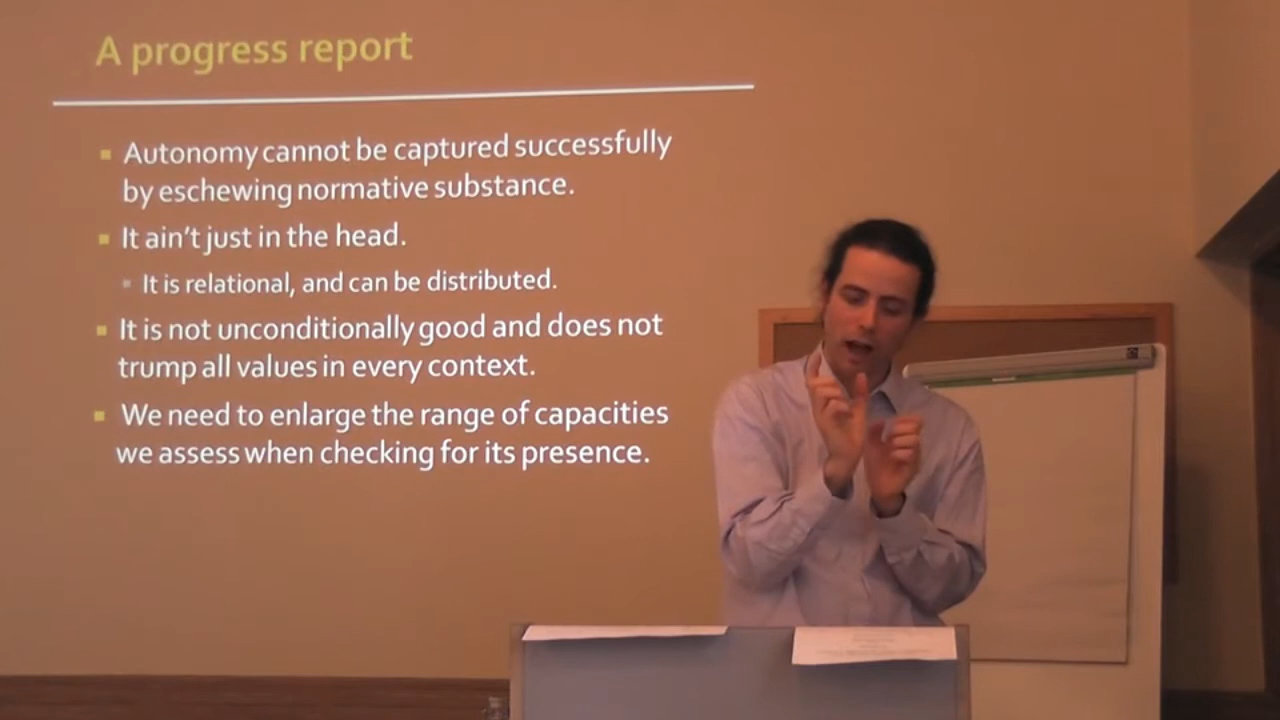 A progress report
Autonomy cannot be captured successfully
by eschewing normative substance.
It ain't just in the head.
It is relational, and can be distributed.
It is not unconditionally good and does not
trump all values in every context.
We need to enlarge the range of capacities
we assess when checking for its presence.